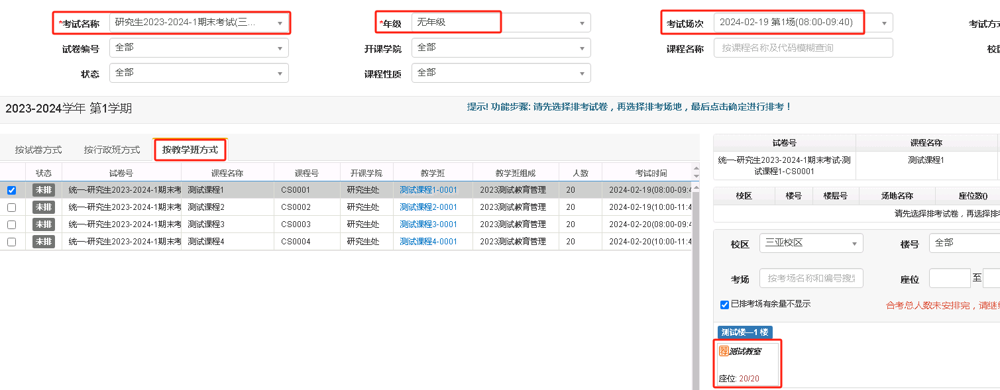 *考试名称 研究生2023-2024-1期末考试(三... *年级 无年级 考试场次 2024-02-19 第1场(08:00-09:40) 考试方式
试卷编号 全部 开课学院 全部 课程名称 按课程名称及代码模糊查询 校区
状态 全部 课程性质 全部
2023-2024学年 第1学期 提示! 功能步骤: 请先选择排考试卷，再选择排考场地，最后点击确定进行排考！
按试卷方式 按行政班方式 按教学班方式
状态 试卷号 课程名称 课程号 开课学院 教学班 教学班组成 人数 考试时间
未排 统一-研究生2023-2024-1期末考 测试课程1 CS0001 研究生处 测试课程1-0001 2023测试教育管理 20 2024-02-19(08:00-09:4
未排 统一-研究生2023-2024-1期末考 测试课程2 CS0002 研究生处 测试课程2-0001 2023测试教育管理 20 2024-02-19(10:00-11:4
未排 统一-研究生2023-2024-1期末考 测试课程3 CS0003 研究生处 测试课程3-0001 2023测试教育管理 20 2024-02-20(08:00-09:4
未排 统一-研究生2023-2024-1期末考 测试课程4 CS0004 研究生处 测试课程4-0001 2023测试教育管理 20 2024-02-20(10:00-11:4
试卷号 课程名称
统一-研究生2023-2024-1期末考试-测 测试课程1
试课程1-CS0001
校区 楼号 楼层号 场地名称 座位数()
请先选择排考试卷，再选择排
校区 三亚校区 楼号 全部
考场 按考场名称和编号搜 座位 至
已排考场有余量不显示 合考总人数未安排完，请继
测试楼—1 楼
荐 测试教室
座位: 20/20